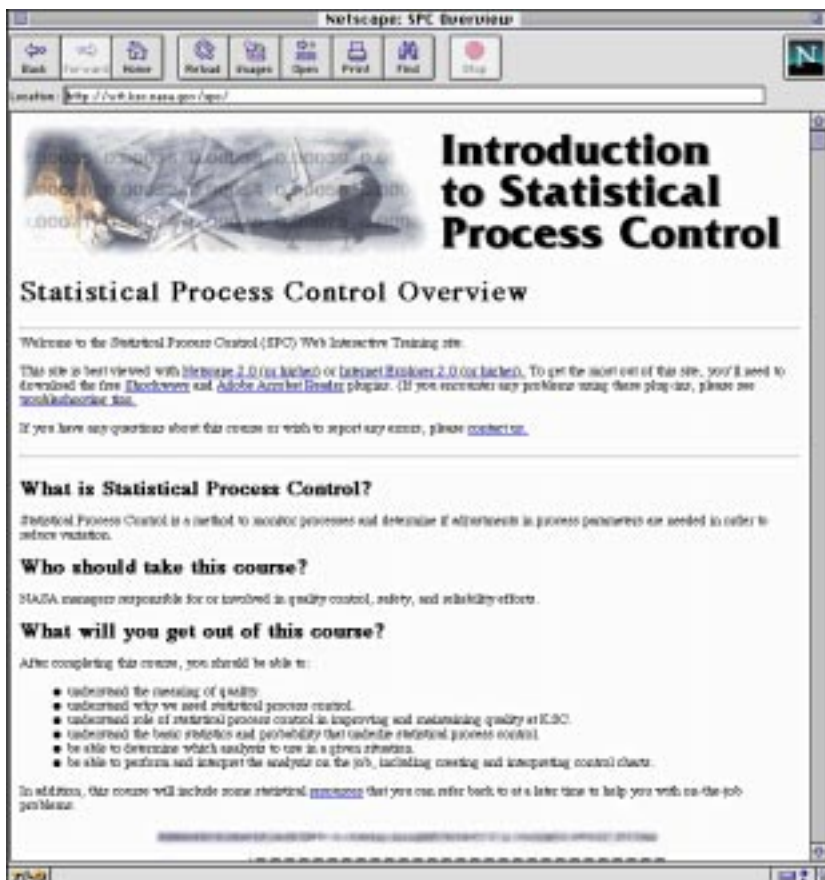 Netscape: SPC Overview
Back Forward Home Reload Images Open Print Find Stop
N
Location: http://wit.ksc.nasa.gov/spc/
Introduction
to Statistical
Process Control
Statistical Process Control Overview
Welcome to the Statistical Process Control (SPC) Web Interactive Training site.
This site is best viewed with Netscape 2.0 (or higher) or Internet Explorer 2.0 (or higher). To get the most out of this site, you'll need to
download the free Shockwave and Adobe Acrobat Reader plugins. (If you encounter any problems using these plug-ins, please see
troubleshooting tips.
If you have any questions about this course or wish to report any errors, please contact us.
What is Statistical Process Control?
Statistical Process Control is a method to monitor processes and determine if adjustments in process parameters are needed in order to
reduce variation.
Who should take this course?
NASA managers responsible for or involved in quality control, safety, and reliability efforts.
What will you get out of this course?
After completing this course, you should be able to:
● understand the meaning of quality
● understand why we need statistical process control.
● understand role of statistical process control in improving and maintaining quality at KSC.
● understand the basic statistics and probability that underlie statistical process control.
● be able to determine which analysis to use in a given situation.
● be able to perform and interpret the analysis on the job, including creating and interpreting control charts.
In addition, this course will include some statistical resources that you can refer back to at a later time to help you with on-the-job
problems.